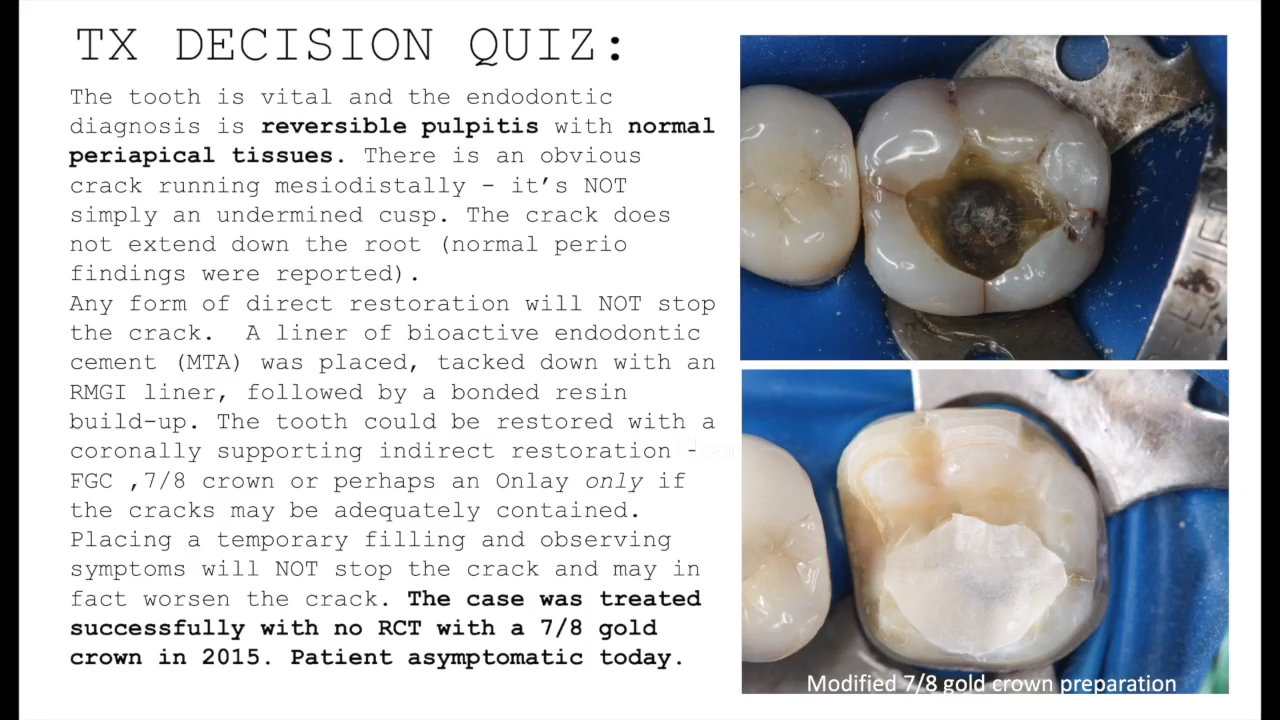 TX DECISION QUIZ:
The tooth is vital and the endodontic
diagnosis is reversible pulpitis with normal
periapical tissues. There is an obvious
crack running mesiodistally – it’s NOT
simply an undermined cusp. The crack does
not extend down the root (normal perio
findings were reported).
Any form of direct restoration will NOT stop
the crack.  A liner of bioactive endodontic
cement (MTA) was placed, tacked down with an
RMGI liner, followed by a bonded resin
build-up. The tooth could be restored with a
coronally supporting indirect restoration -
FGC ,7/8 crown or perhaps an Onlay only if
the cracks may be adequately contained.
Placing a temporary filling and observing
symptoms will NOT stop the crack and may in
fact worsen the crack. The case was treated
successfully with no RCT with a 7/8 gold
crown in 2015. Patient asymptomatic today.
Modified 7/8 gold crown preparation